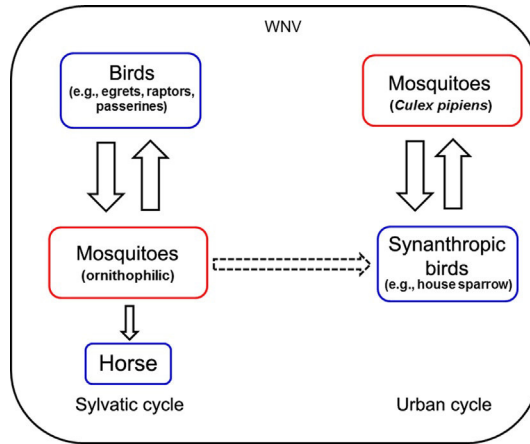 WNV
Birds
(e.g., egrets, raptors,
passerines)
Mosquitoes
(Culex pipiens)
Mosquitoes
(ornithophilic)
Synanthropic
birds
(e.g., house sparrow)
Horse
Sylvatic cycle
Urban cycle